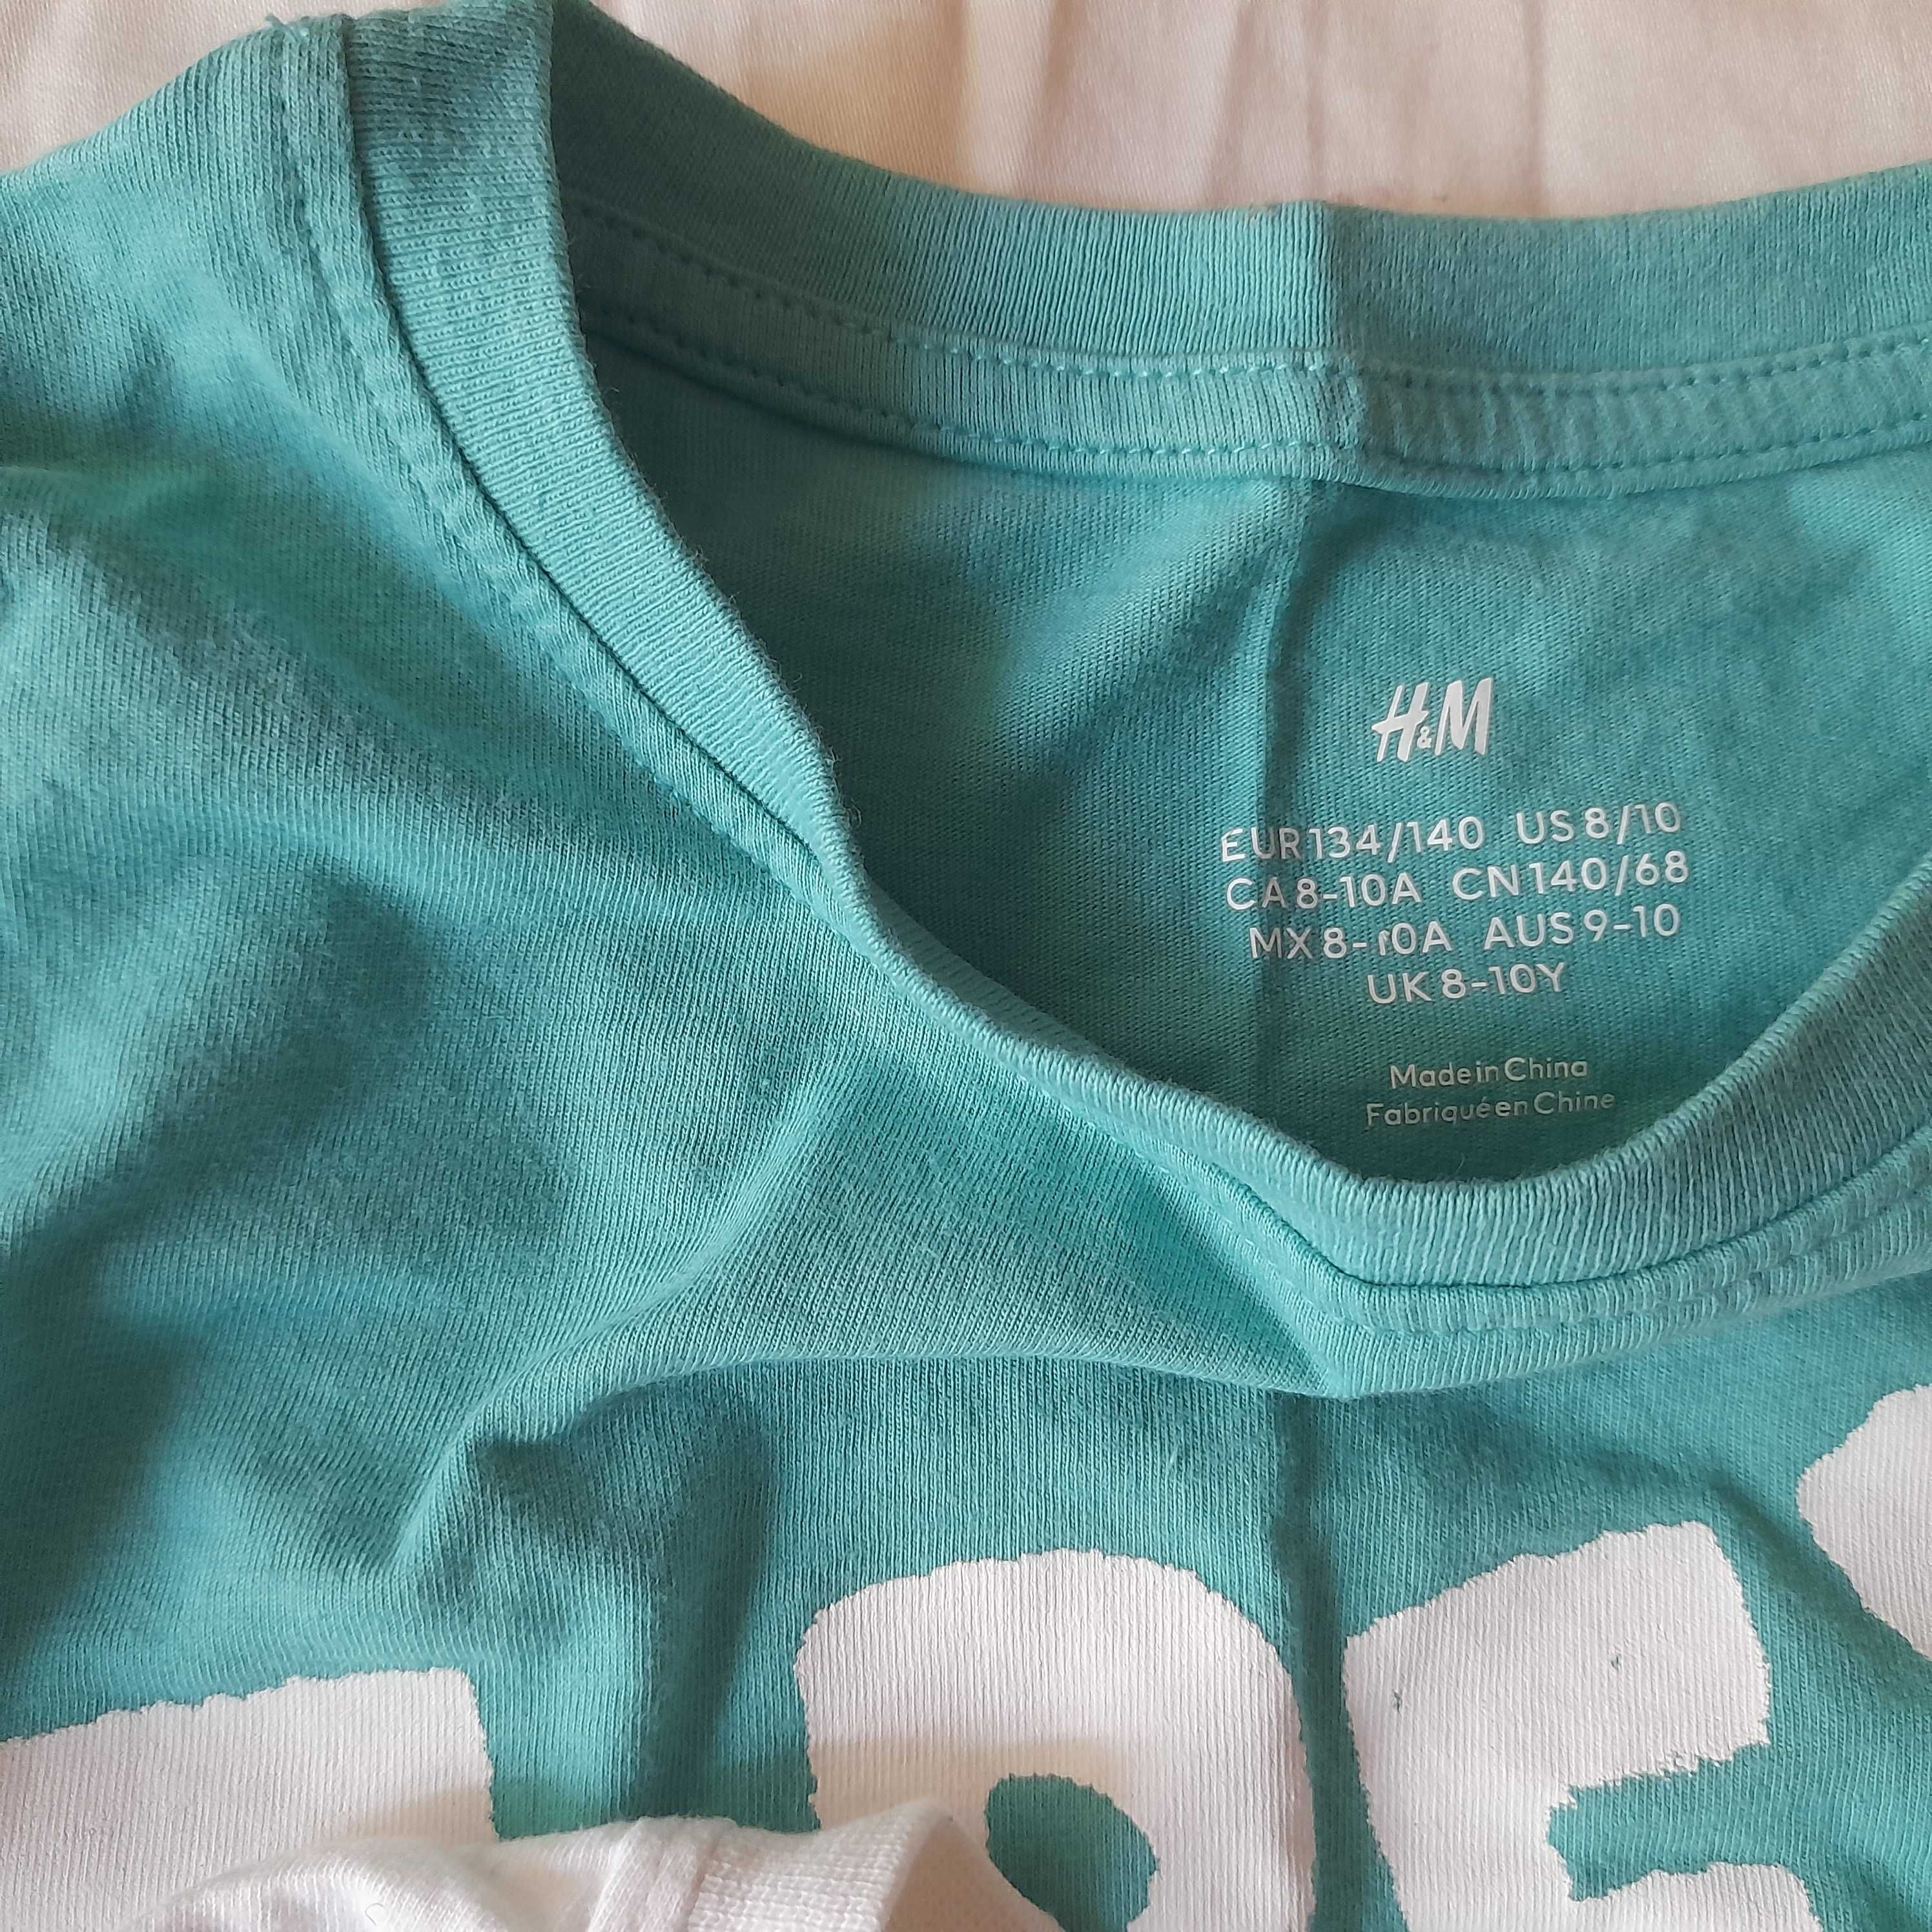 H&M
EUR 134/140 US 8/10
CA 8-10A CN 140/68
MX 8-10A AUS 9-10
UK 8-10Y
Made in China
Fabriqué en Chine